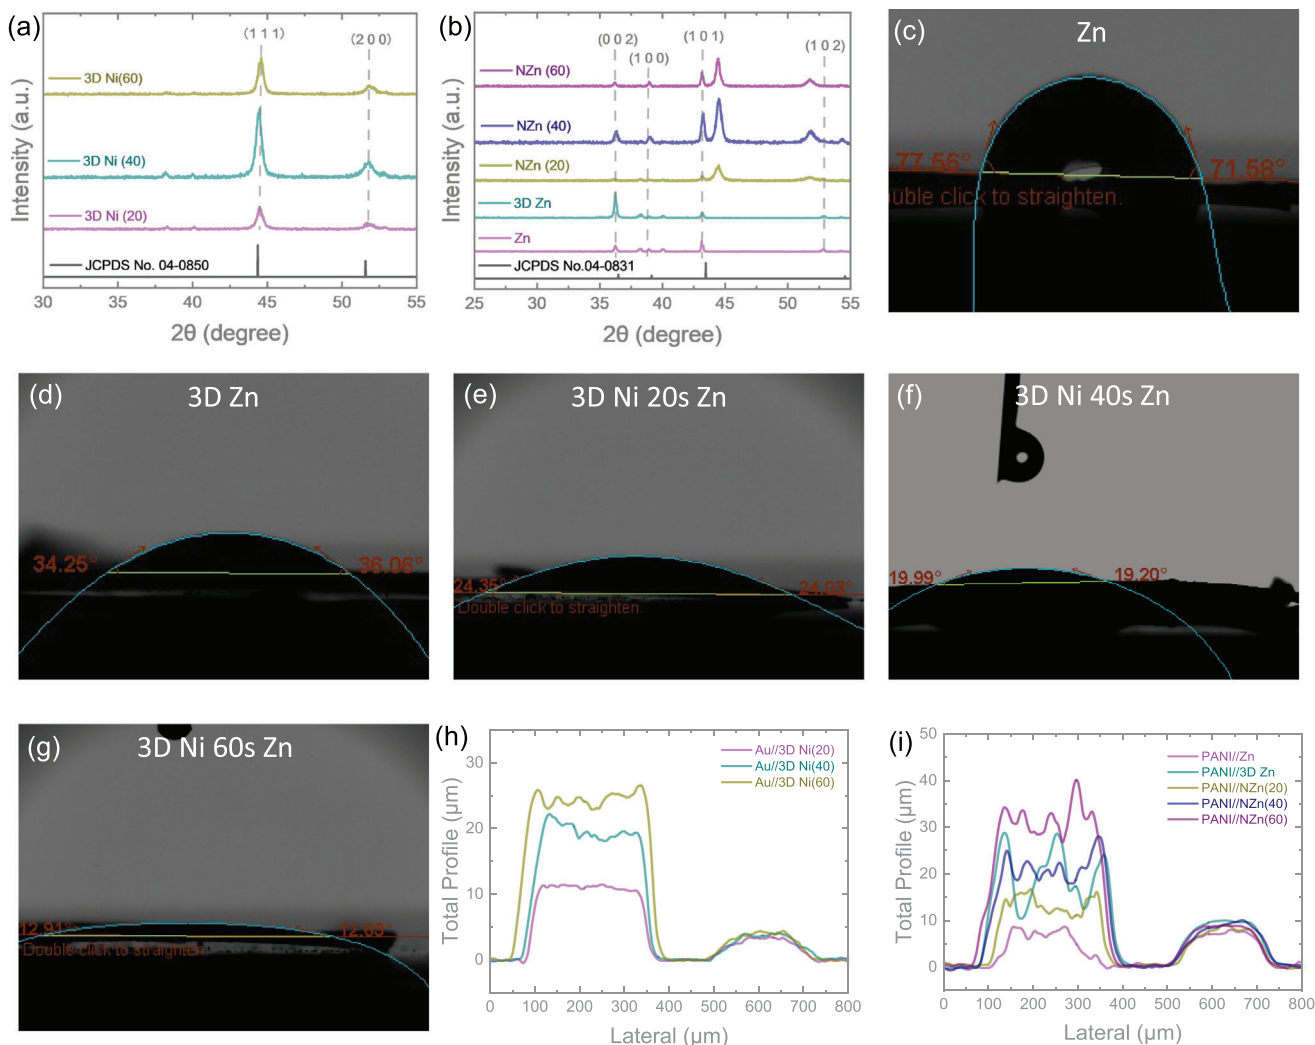 (a)
(1 1 1)
(2 0 0)
3D Ni(60)
3D Ni (40)
3D Ni (20)
JCPDS No. 04-0850
Intensity (a.u.)
30 35 40 45 50 55
2θ (degree)
(b)
(0 0 2)
(1 0 0)
(1 0 1)
(1 0 2)
NZn (60)
NZn (40)
NZn (20)
3D Zn
Zn
JCPDS No.04-0831
Intensity (a.u.)
25 30 35 40 45 50 55
2θ (degree)
(c)
Zn
77.56°
71.58°
ouble click to straighten.
(d)
3D Zn
34.25°
36.06°
(e)
3D Ni 20s Zn
24.35°
24.03°
Double click to straighten.
(f)
3D Ni 40s Zn
19.99°
19.20°
(g)
3D Ni 60s Zn
12.91°
12.63°
Double click to straighten.
(h)
Au//3D Ni(20)
Au//3D Ni(40)
Au//3D Ni(60)
Total Profile (µm)
30
20
10
0
0 100 200 300 400 500 600 700 800
Lateral (µm)
(i)
PANI//Zn
PANI//3D Zn
PANI//NZn(20)
PANI//NZn(40)
PANI//NZn(60)
Total Profile (µm)
50
40
30
20
10
0
0 100 200 300 400 500 600 700 800
Lateral (µm)